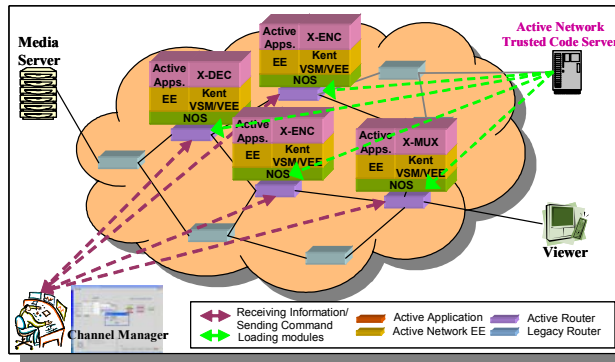 Media
Server
Active Network
Trusted Code Server
Active
Apps.
X-ENC
EE
Kent
VSM/VEE
NOS
Active
Apps.
X-DEC
EE
Kent
VSM/VEE
NOS
Active
Apps.
X-ENC
EE
Kent
VSM/VEE
NOS
Active
Apps.
X-MUX
EE
Kent
VSM/VEE
NOS
Viewer
Channel Manager
Receiving Information/
Sending Command
Loading modules
Active Application
Active Network EE
Active Router
Legacy Router